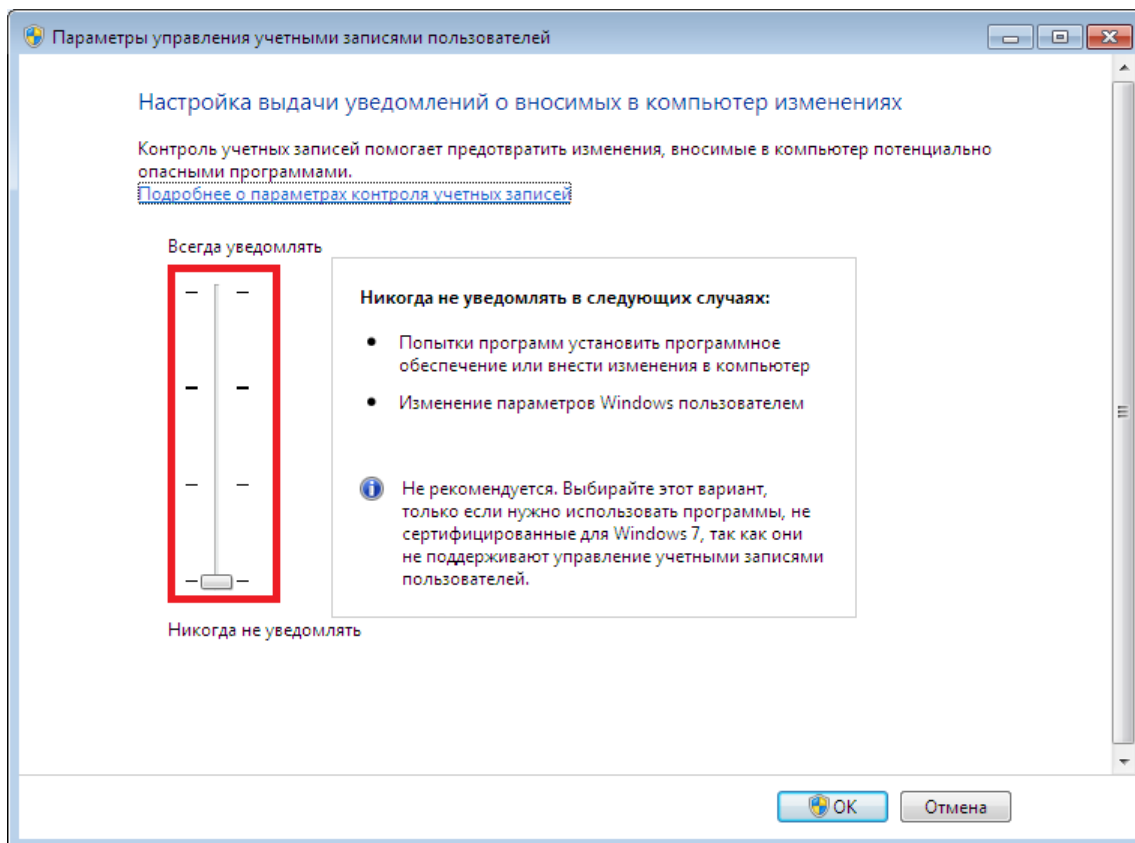 Параметры управления учетными записями пользователей
Настройка выдачи уведомлений о вносимых в компьютер изменениях
Контроль учетных записей помогает предотвратить изменения, вносимые в компьютер потенциально
опасными программами.
Подробнее о параметрах контроля учетных записей
Всегда уведомлять
Никогда не уведомлять в следующих случаях:
• Попытки программ установить программное
обеспечение или внести изменения в компьютер
• Изменение параметров Windows пользователем
Не рекомендуется. Выбирайте этот вариант,
только если нужно использовать программы, не
сертифицированные для Windows 7, так как они
не поддерживают управление учетными записями
пользователей.
Никогда не уведомлять
OK
Отмена